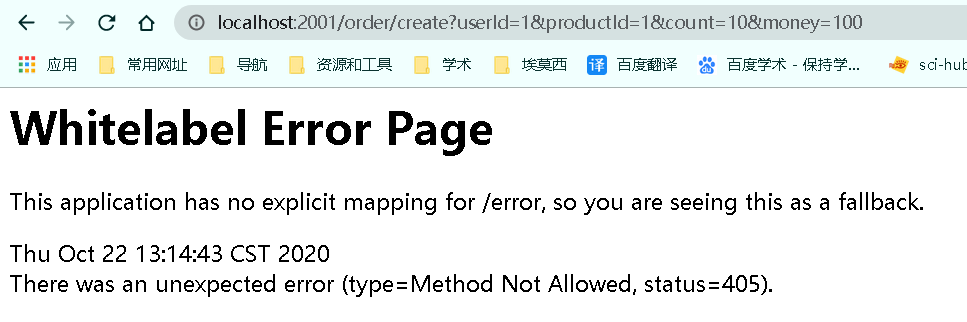 localhost:2001/order/create?userId=1&productId=1&count=10&money=100
应用 常用网址 导航 资源和工具 学术 埃莫西 译 百度翻译 百度学术 - 保持学... sci-hub
Whitelabel Error Page
This application has no explicit mapping for /error, so you are seeing this as a fallback.
Thu Oct 22 13:14:43 CST 2020
There was an unexpected error (type=Method Not Allowed, status=405).